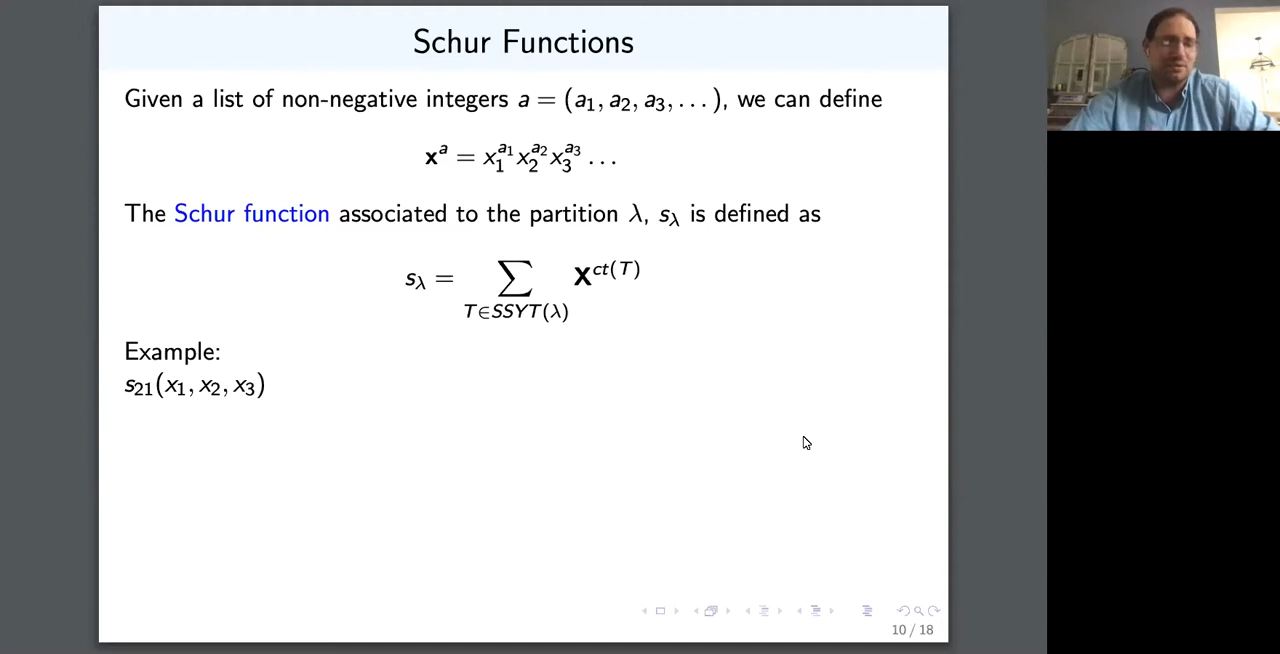 Schur Functions
Given a list of non-negative integers a = (a₁, a₂, a₃, . . . ), we can define
𝐱ᵃ = x₁^{a₁} x₂^{a₂} x₃^{a₃} . . .
The Schur function associated to the partition λ, s_λ is defined as
s_λ = ∑_{T∈SSYT(λ)} 𝐗^{ct(T)}
Example:
s₂₁(x₁, x₂, x₃)
10 / 18